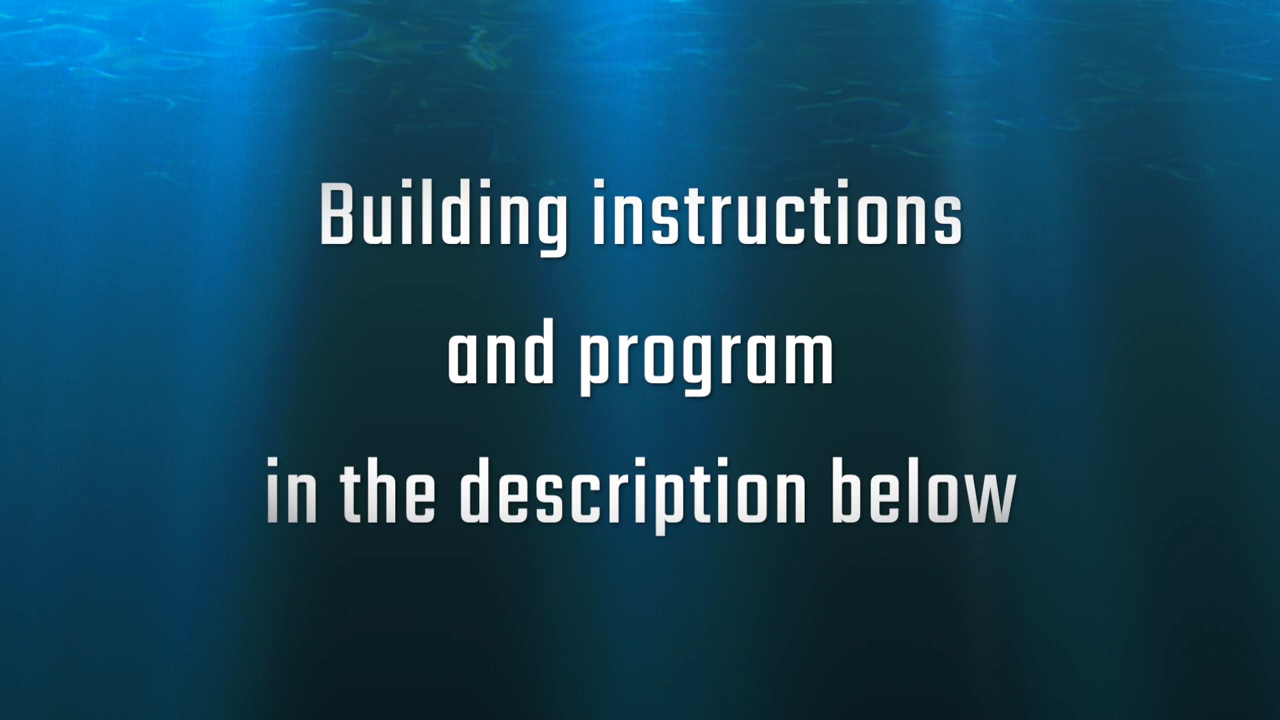 Building instructions
and program
in the description below